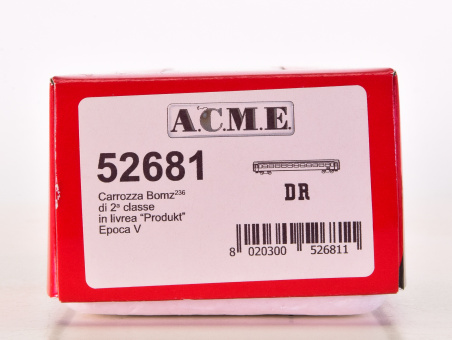 A.C.M.E.
52681
Carrozza Bomz²³⁶
di 2ª classe
in livrea "Produkt"
Epoca V
DR
8 020300 526811